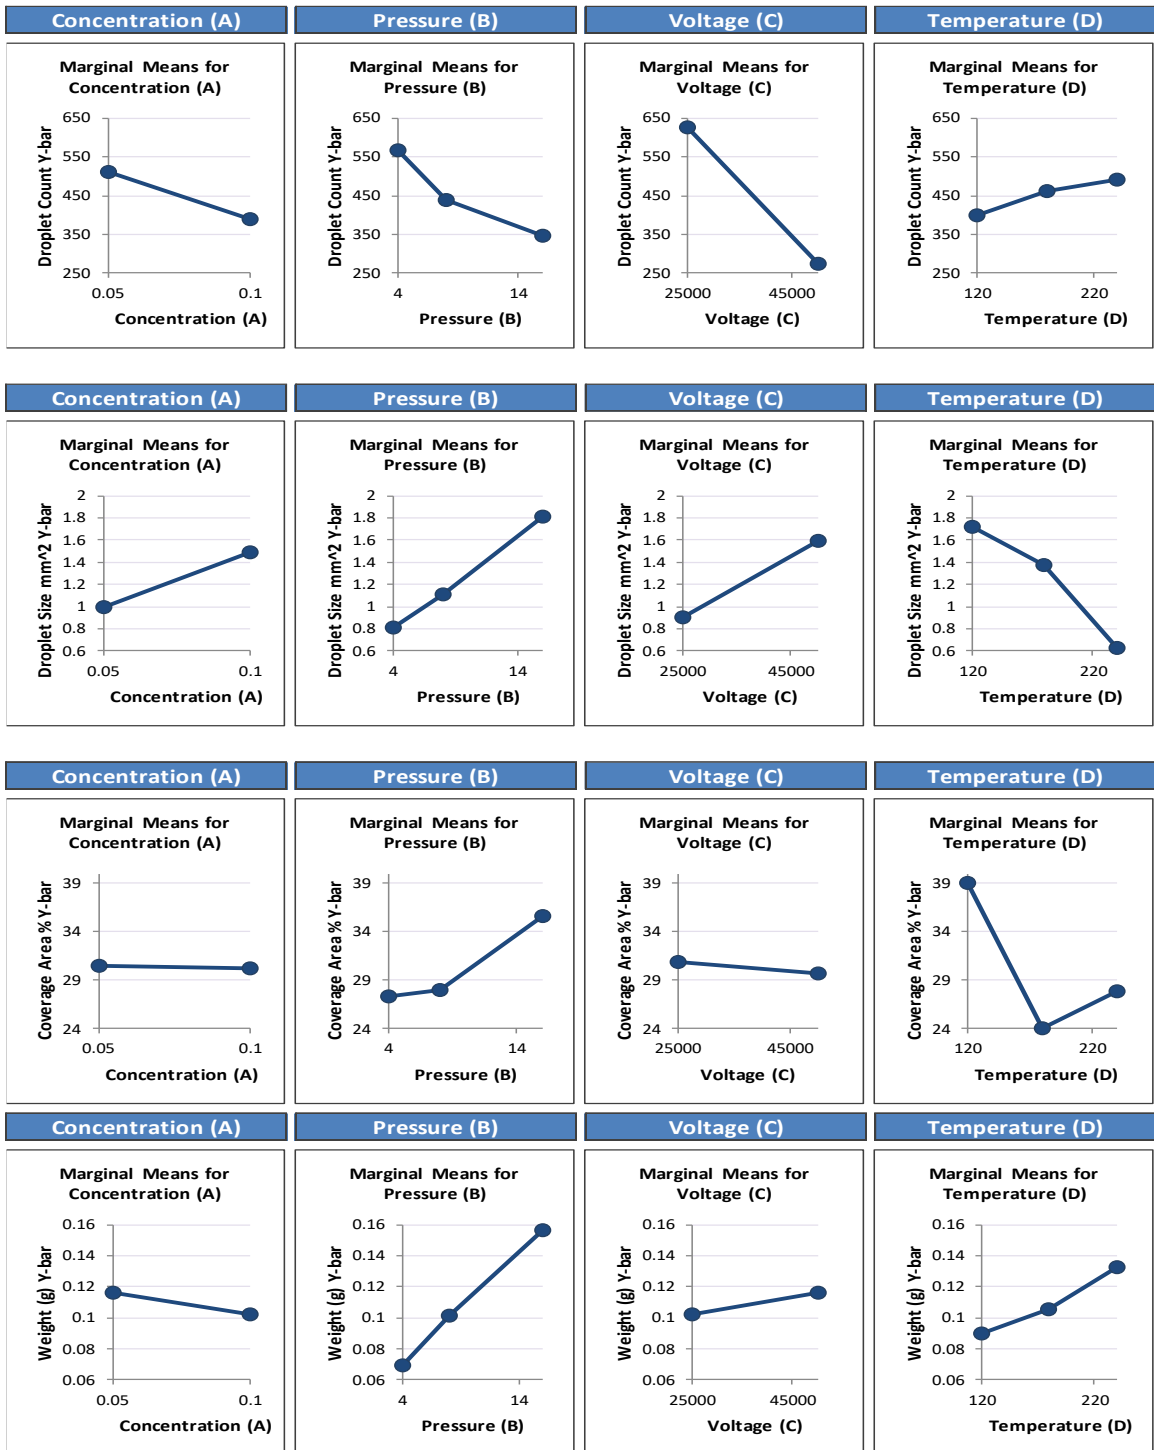 Concentration (A)
Pressure (B)
Voltage (C)
Temperature (D)
Marginal Means for
Concentration (A)
Droplet Count Y-bar
650
550
450
350
250
0.05
0.1
Concentration (A)
Marginal Means for
Pressure (B)
Droplet Count Y-bar
650
550
450
350
250
4
14
Pressure (B)
Marginal Means for
Voltage (C)
Droplet Count Y-bar
650
550
450
350
250
25000
45000
Voltage (C)
Marginal Means for
Temperature (D)
Droplet Count Y-bar
650
550
450
350
250
120
220
Temperature (D)
Concentration (A)
Pressure (B)
Voltage (C)
Temperature (D)
Marginal Means for
Concentration (A)
Droplet Size mm^2 Y-bar
2
1.8
1.6
1.4
1.2
1
0.8
0.6
0.05
0.1
Concentration (A)
Marginal Means for
Pressure (B)
Droplet Size mm^2 Y-bar
2
1.8
1.6
1.4
1.2
1
0.8
0.6
4
14
Pressure (B)
Marginal Means for
Voltage (C)
Droplet Size mm^2 Y-bar
2
1.8
1.6
1.4
1.2
1
0.8
0.6
25000
45000
Voltage (C)
Marginal Means for
Temperature (D)
Droplet Size mm^2 Y-bar
2
1.8
1.6
1.4
1.2
1
0.8
0.6
120
220
Temperature (D)
Concentration (A)
Pressure (B)
Voltage (C)
Temperature (D)
Marginal Means for
Concentration (A)
Coverage Area % Y-bar
39
34
29
24
0.05
0.1
Concentration (A)
Marginal Means for
Pressure (B)
Coverage Area % Y-bar
39
34
29
24
4
14
Pressure (B)
Marginal Means for
Voltage (C)
Coverage Area % Y-bar
39
34
29
24
25000
45000
Voltage (C)
Marginal Means for
Temperature (D)
Coverage Area % Y-bar
39
34
29
24
120
220
Temperature (D)
Concentration (A)
Pressure (B)
Voltage (C)
Temperature (D)
Marginal Means for
Concentration (A)
Weight (g) Y-bar
0.16
0.14
0.12
0.1
0.08
0.06
0.05
0.1
Concentration (A)
Marginal Means for
Pressure (B)
Weight (g) Y-bar
0.16
0.14
0.12
0.1
0.08
0.06
4
14
Pressure (B)
Marginal Means for
Voltage (C)
Weight (g) Y-bar
0.16
0.14
0.12
0.1
0.08
0.06
25000
45000
Voltage (C)
Marginal Means for
Temperature (D)
Weight (g) Y-bar
0.16
0.14
0.12
0.1
0.08
0.06
120
220
Temperature (D)